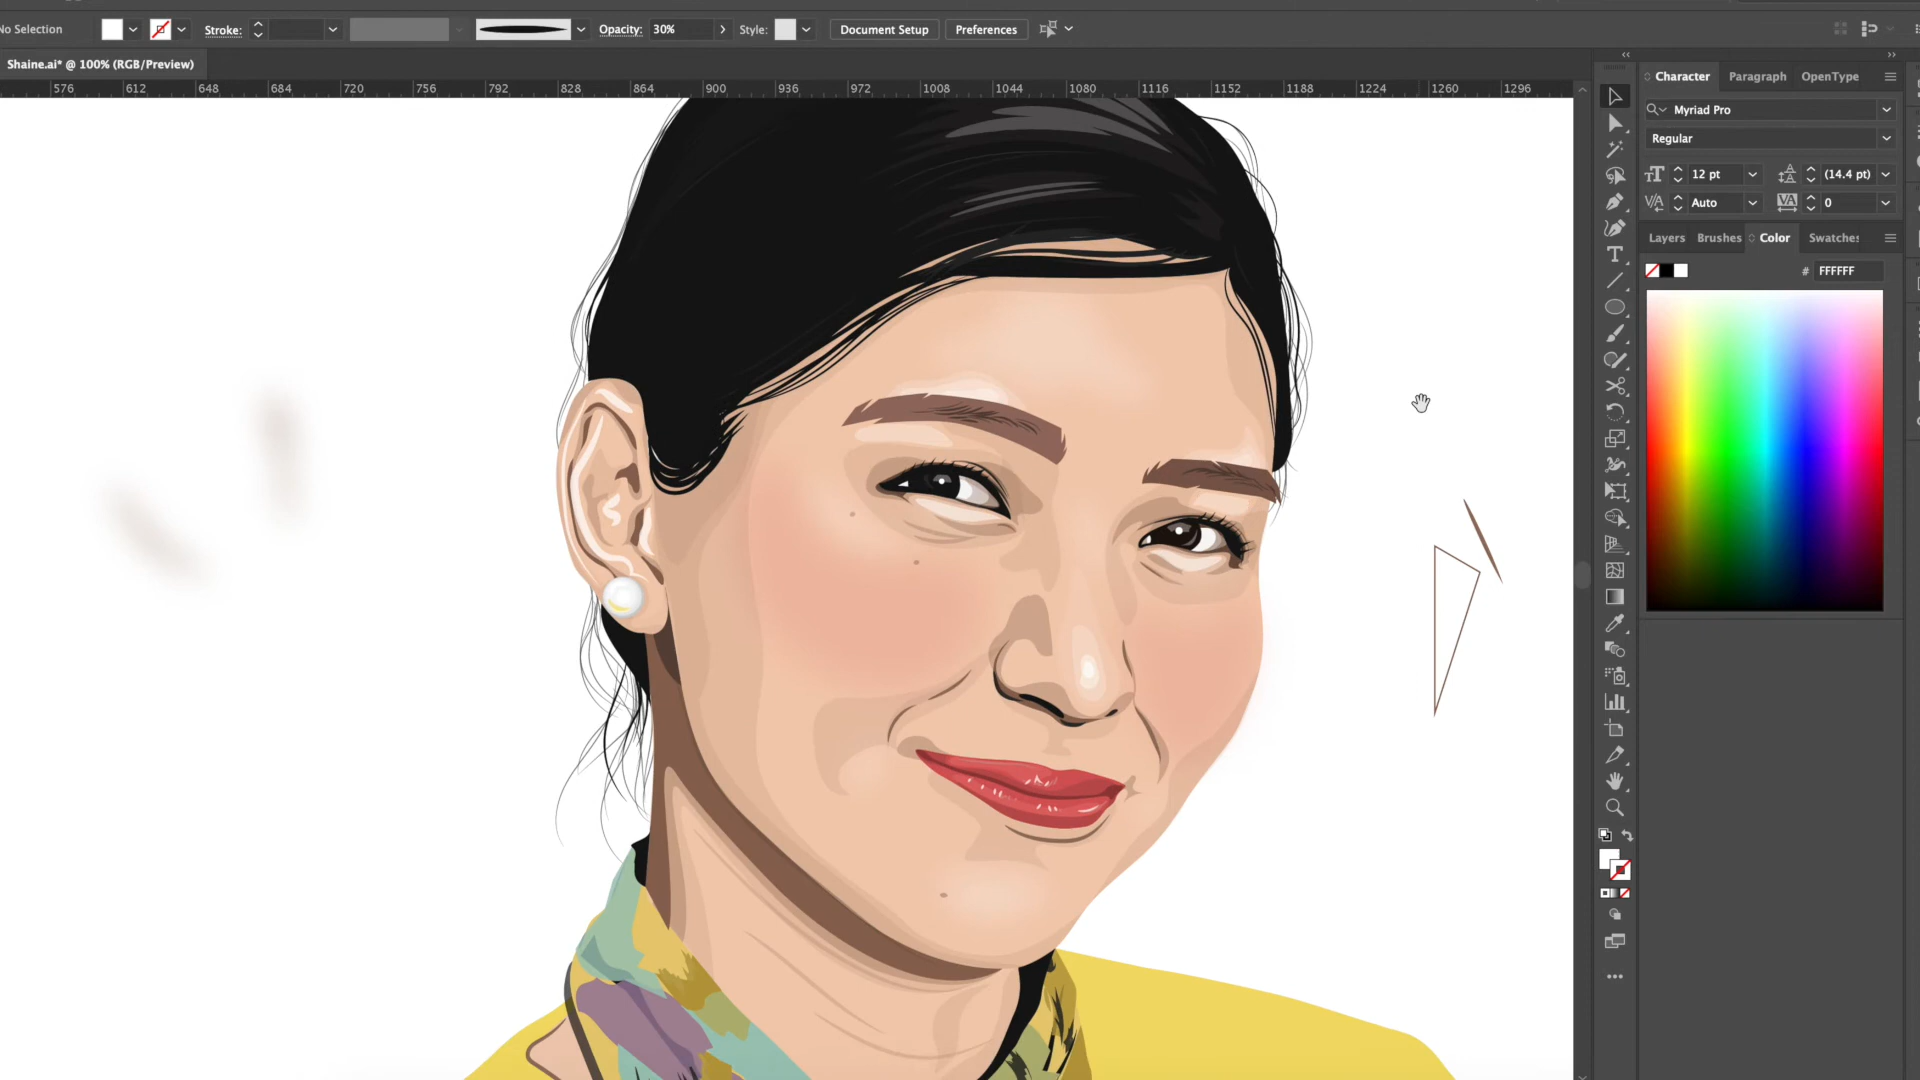 No Selection
Stroke:
Opacity: 30%
Style:
Document Setup
Preferences
Shaine.ai* @ 100% (RGB/Preview)
576 612 648 684 720 756 792 828 864 900 936 972 1008 1044 1080 1116 1152 1188 1224 1260 1296
Character Paragraph OpenType
Myriad Pro
Regular
12 pt (14.4 pt)
Auto 0
Layers Brushes Color Swatches
# FFFFFF